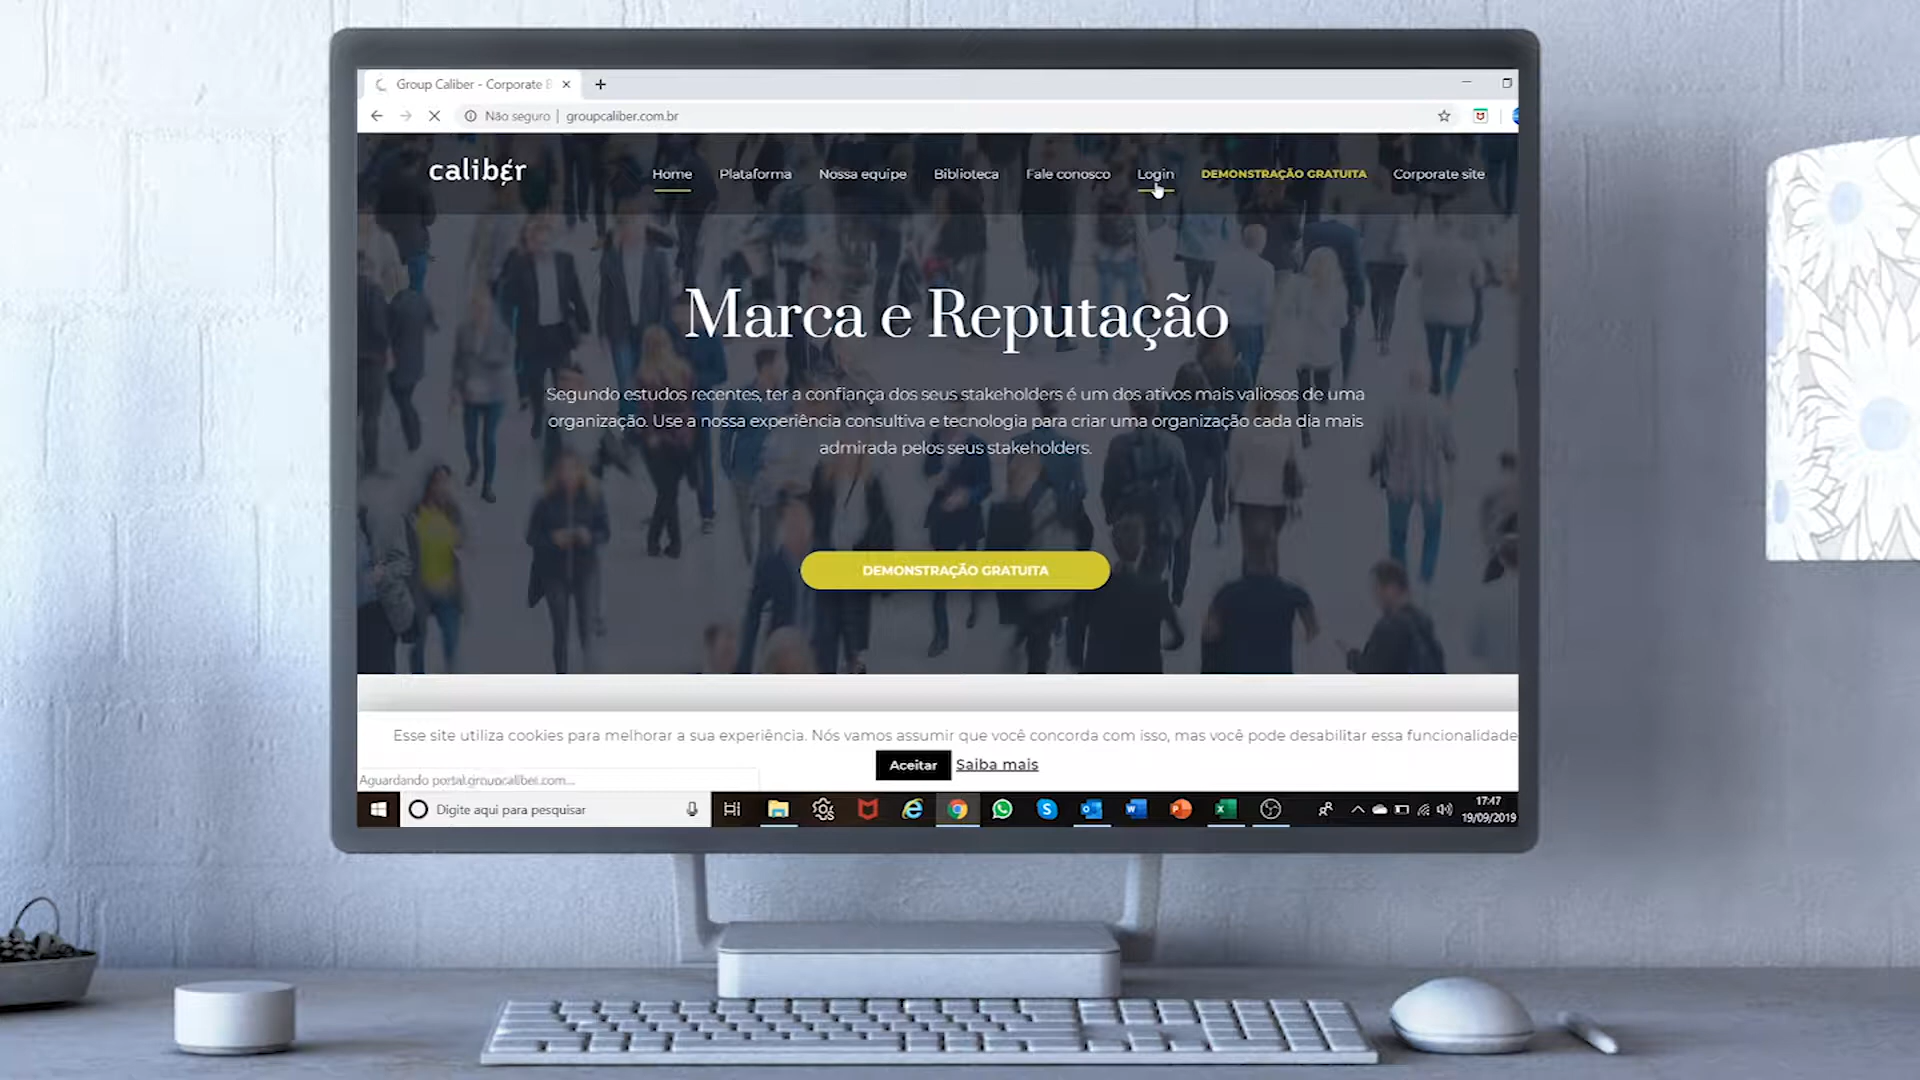 Group Caliber - Corporate B
Não seguro | groupcaliber.com.br
calibér
Home Plataforma Nossa equipe Biblioteca Fale conosco Login DEMONSTRAÇÃO GRATUITA Corporate site
Marca e Reputação
Segundo estudos recentes, ter a confiança dos seus stakeholders é um dos ativos mais valiosos de uma
organização. Use a nossa experiência consultiva e tecnologia para criar uma organização cada dia mais
admirada pelos seus stakeholders.
DEMONSTRAÇÃO GRATUITA
Esse site utiliza cookies para melhorar a sua experiência. Nós vamos assumir que você concorda com isso, mas você pode desabilitar essa funcionalidade
Aceitar Saiba mais
Aguardando portal.groupcaliber.com...
Digite aqui para pesquisar
17:47
19/09/2019